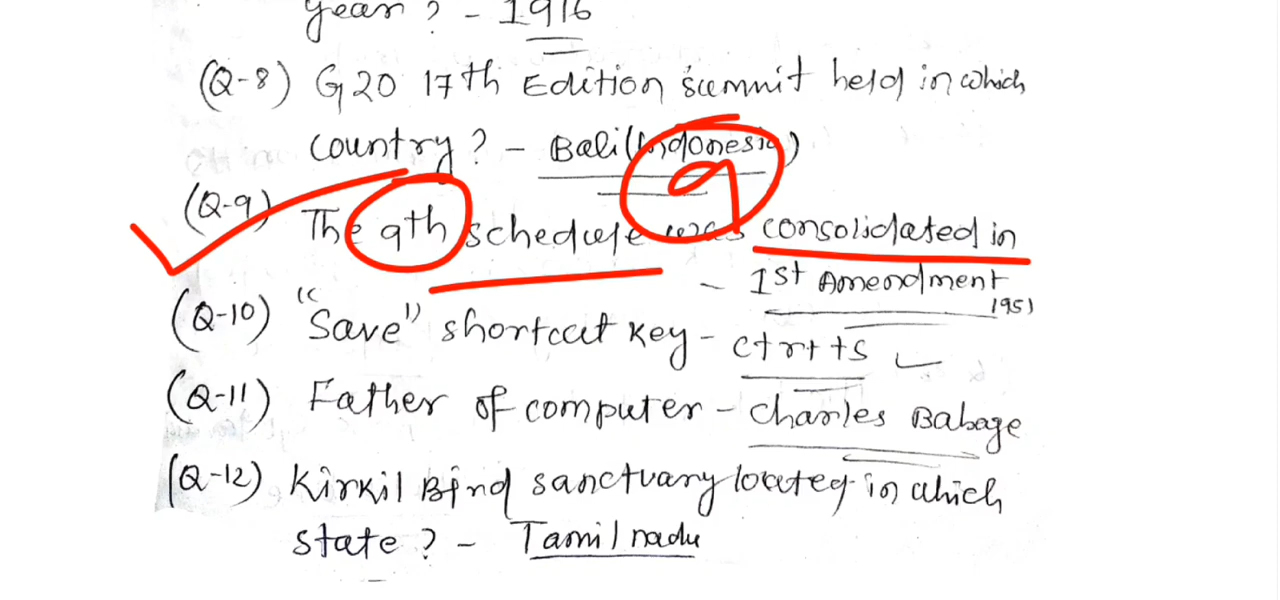 year ? - 1916
(Q-8) G20 17th Edition summit held in which
country ? - Bali (Indonesia)
9
(Q-9) The 9th schedule was consolidated in
- 1st Amendment
1951
(Q-10) "Save" shortcut key - ctrl+s
(Q-11) Father of computer - Charles Babage
(Q-12) Kirkil Bird sanctuary located in which
state ? - Tamil nadu